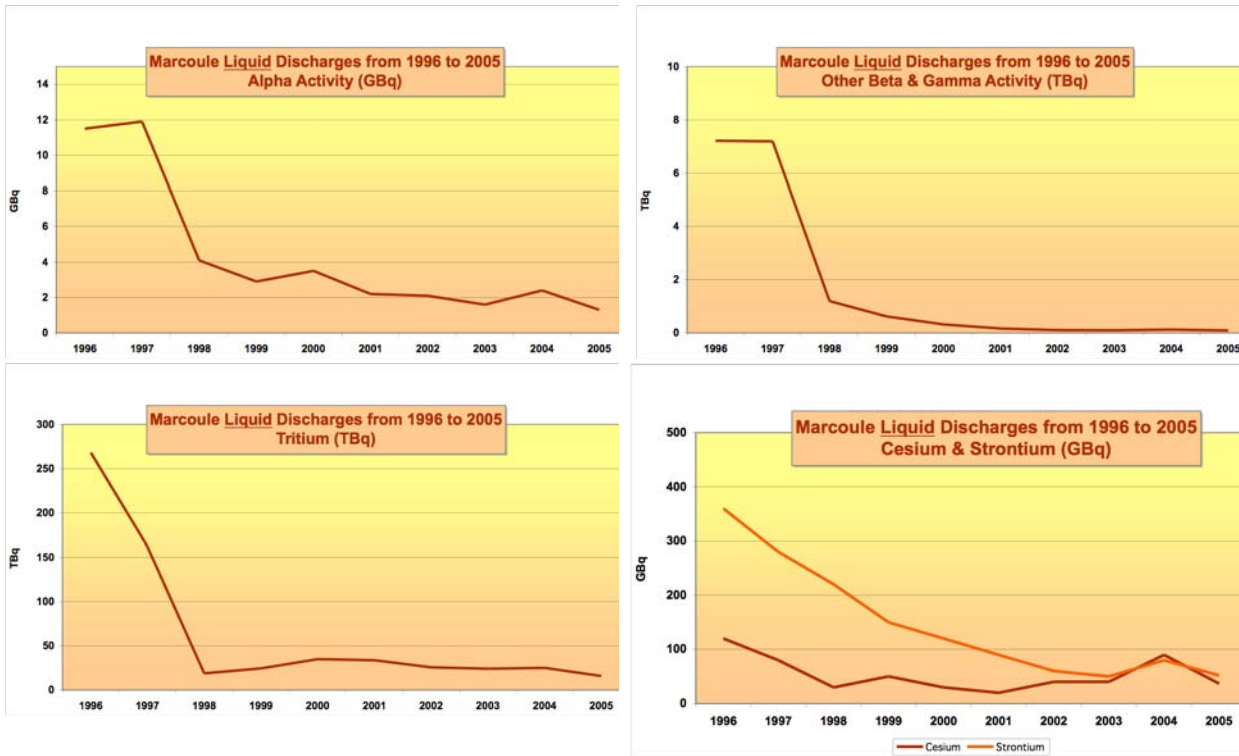 Marcoule Liquid Discharges from 1996 to 2005
Alpha Activity (GBq)
14
12
10
8
6
4
2
0
GBq
1996 1997 1998 1999 2000 2001 2002 2003 2004 2005
Marcoule Liquid Discharges from 1996 to 2005
Other Beta & Gamma Activity (TBq)
10
8
6
4
2
0
TBq
1996 1997 1998 1999 2000 2001 2002 2003 2004 2005
Marcoule Liquid Discharges from 1996 to 2005
Tritium (TBq)
300
250
200
150
100
50
0
TBq
1996 1997 1998 1999 2000 2001 2002 2003 2004 2005
Marcoule Liquid Discharges from 1996 to 2005
Cesium & Strontium (GBq)
500
400
300
200
100
0
GBq
1996 1997 1998 1999 2000 2001 2002 2003 2004 2005
Cesium Strontium